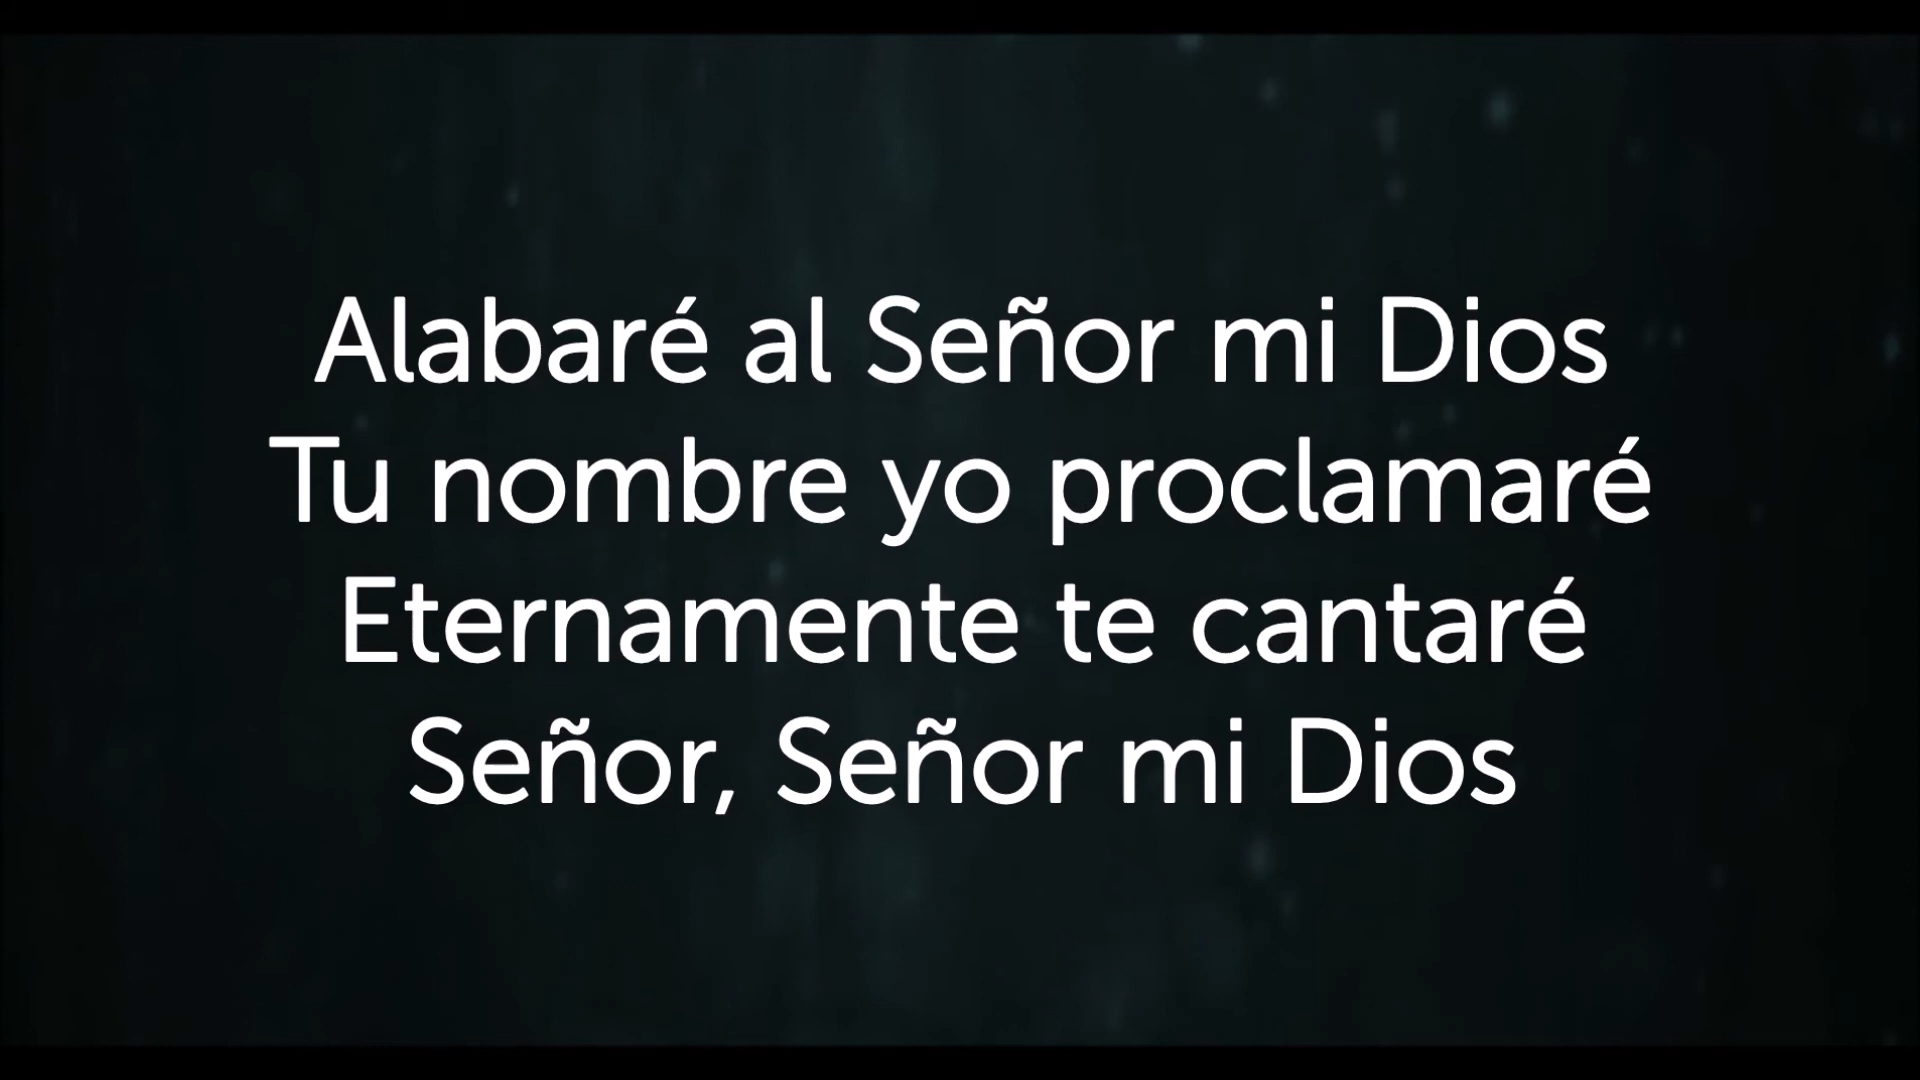 Alabaré al Señor mi Dios
Tu nombre yo proclamaré
Eternamente te cantaré
Señor, Señor mi Dios